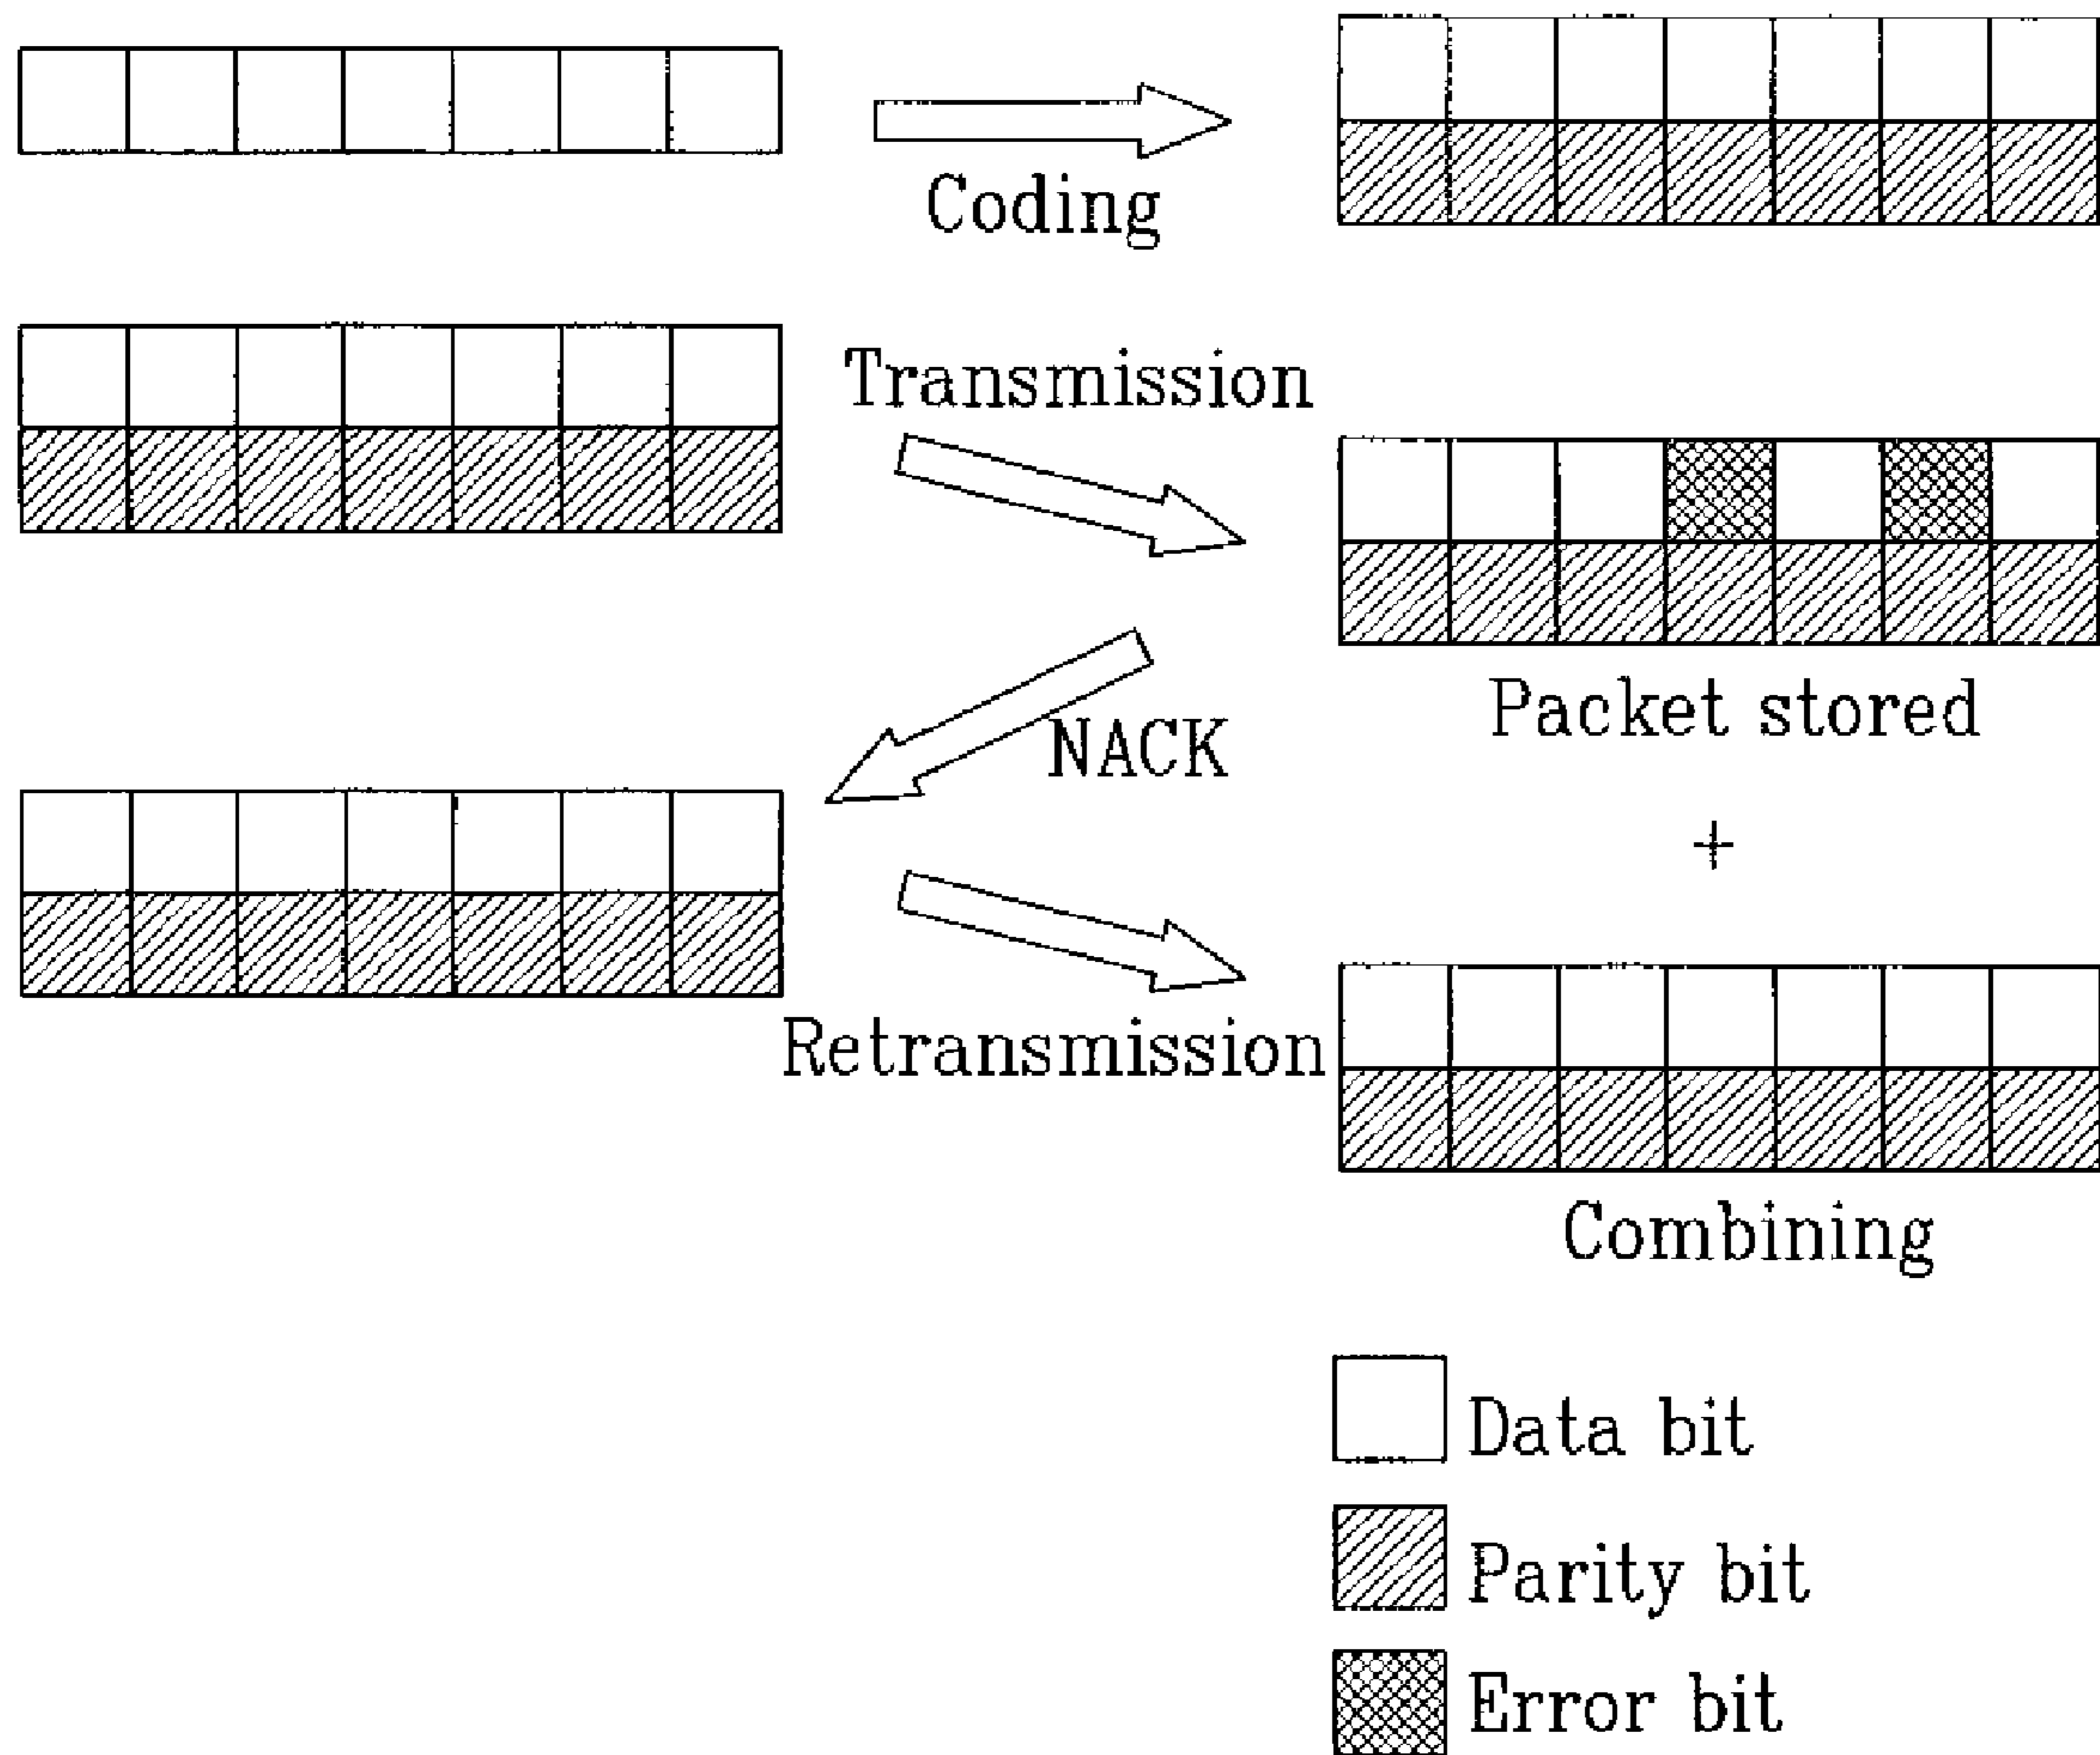 Coding
Transmission
Packet stored
NACK
Retransmission
Combining
Data bit
Parity bit
Error bit